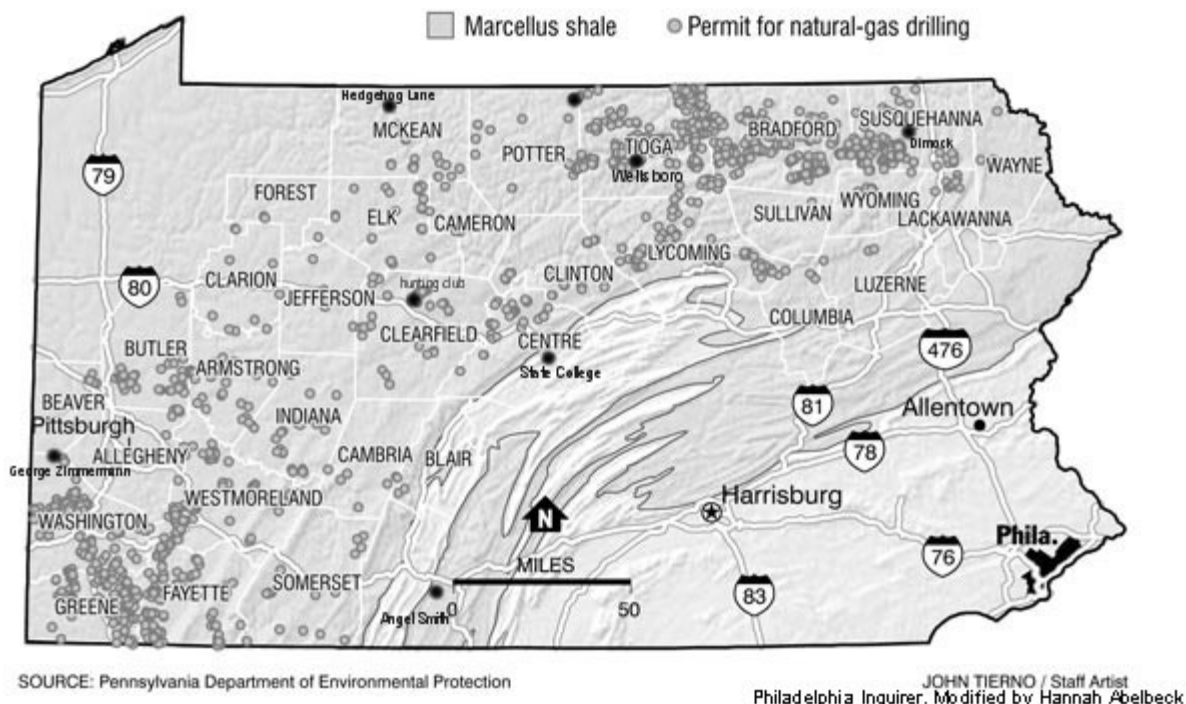 Marcellus shale
Permit for natural-gas drilling
Hedgehog Lane
MCKEAN
SUSQUEHANNA
BRADFORD
TIOGA
Dimock
POTTER
WAYNE
79
Wellsboro
FOREST
WYOMING
ELK
SULLIVAN
CAMERON
LACKAWANNA
LYCOMING
CLINTON
CLARION
80
hunting club
LUZERNE
JEFFERSON
COLUMBIA
CLEARFIELD
CENTRE
BUTLER
476
ARMSTRONG
State College
BEAVER
81
Allentown
INDIANA
Pittsburgh
78
ALLEGHENY
CAMBRIA
BLAIR
George Zimmermann
WESTMORELAND
Harrisburg
WASHINGTON
N
Phila.
76
MILES
SOMERSET
FAYETTE
83
GREENE
0
50
Angel Smith
SOURCE: Pennsylvania Department of Environmental Protection
JOHN TIERNO / Staff Artist
Philadelphia Inquirer. Modified by Hannah Abelbeck